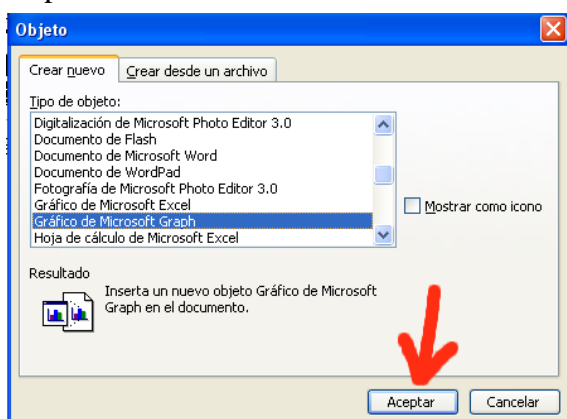 Objeto
Crear nuevo
Crear desde un archivo
Tipo de objeto:
Digitalización de Microsoft Photo Editor 3.0
Documento de Flash
Documento de Microsoft Word
Documento de WordPad
Fotografía de Microsoft Photo Editor 3.0
Gráfico de Microsoft Excel
Gráfico de Microsoft Graph
Hoja de cálculo de Microsoft Excel
Mostrar como icono
Resultado
Inserta un nuevo objeto Gráfico de Microsoft
Graph en el documento.
Aceptar
Cancelar